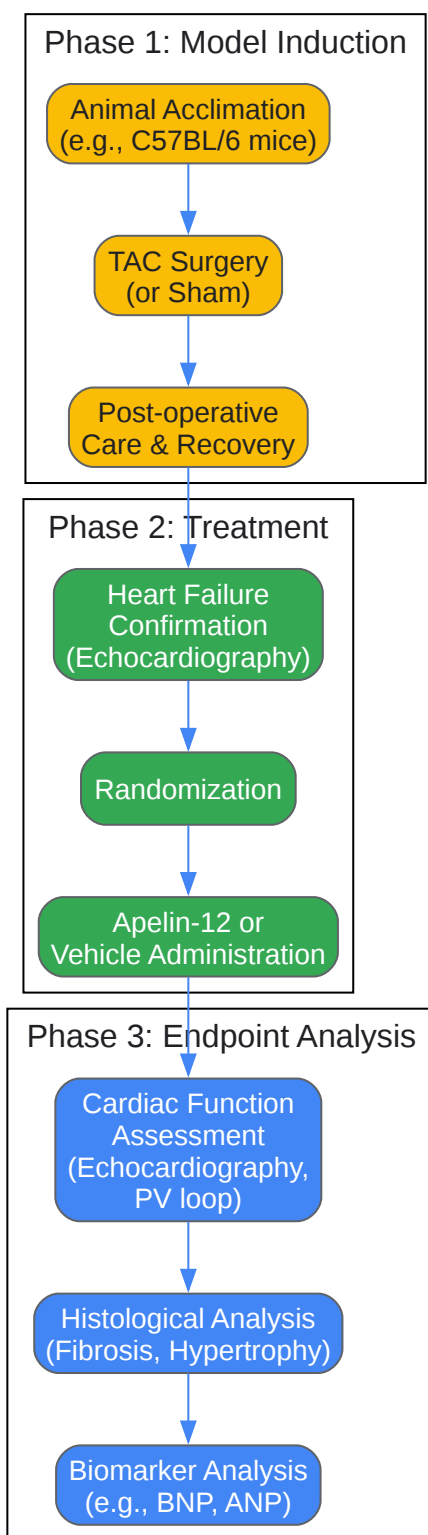 Phase 1: Model Induction
Animal Acclimation
(e.g., C57BL/6 mice)
TAC Surgery
(or Sham)
Post-operative
Care & Recovery
Phase 2: Treatment
Heart Failure
Confirmation
(Echocardiography)
Randomization
Apelin-12 or
Vehicle Administration
Phase 3: Endpoint Analysis
Cardiac Function
Assessment
(Echocardiography,
PV loop)
Histological Analysis
(Fibrosis, Hypertrophy)
Biomarker Analysis
(e.g., BNP, ANP)